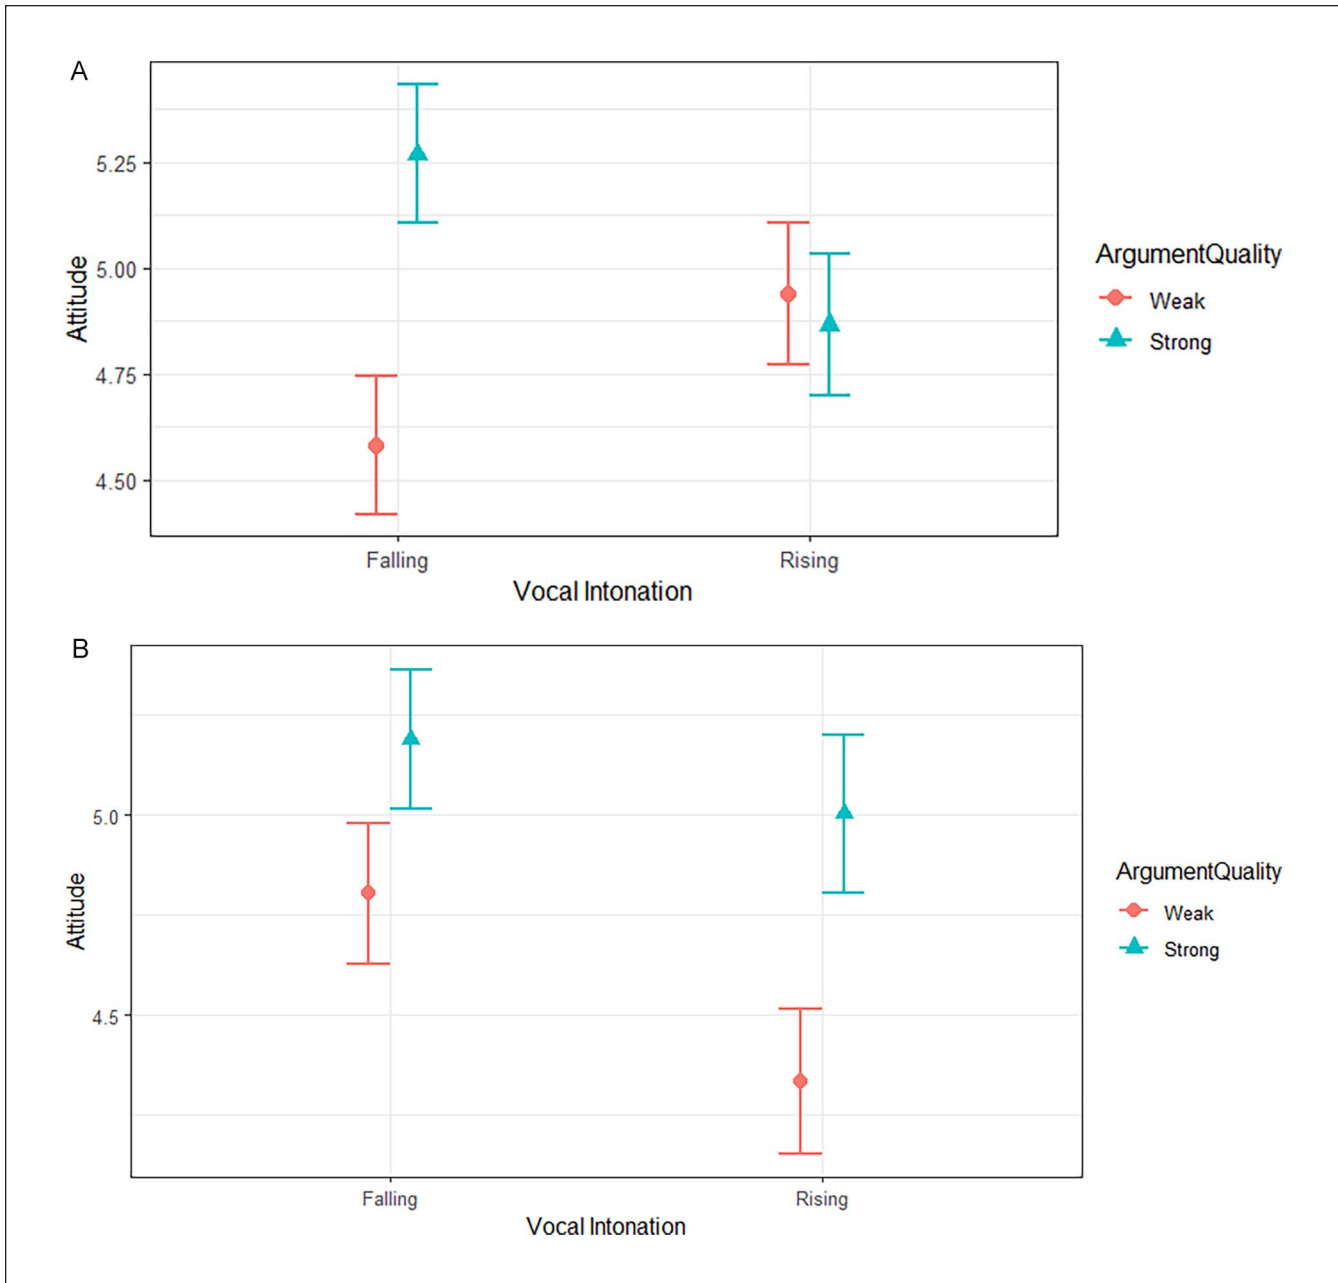 A
5.25
5.00
4.75
4.50
Attitude
Falling
Rising
Vocal Intonation
ArgumentQuality
Weak
Strong
B
5.0
4.5
Attitude
Falling
Rising
Vocal Intonation
ArgumentQuality
Weak
Strong